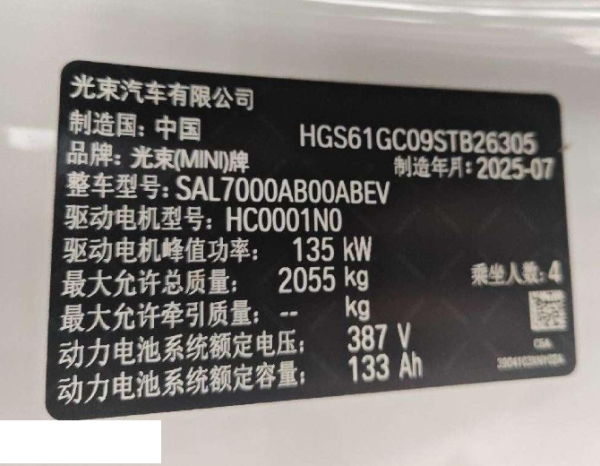 光束汽车有限公司
制造国: 中国
HGS61GC09STB26305
品牌: 光束(MINI)牌
制造年月: 2025-07
整车型号: SAL7000AB00ABEV
驱动电机型号: HC0001N0
驱动电机峰值功率: 135 kW
最大允许总质量: 2055 kg
乘坐人数: 4
最大允许牵引质量: -- kg
动力电池系统额定电压: 387 V
动力电池系统额定容量: 133 Ah